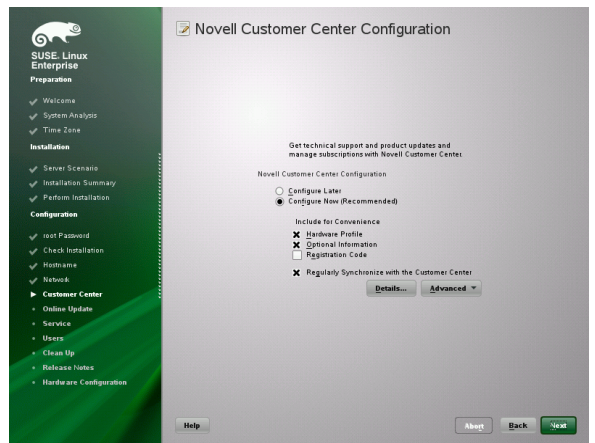 Novell Customer Center Configuration
SUSE. Linux
Enterprise
Preparation
Welcome
System Analysis
Time Zone
Installation
Server Scenario
Installation Summary
Perform Installation
Configuration
root Password
Check Installation
Hostname
Network
Customer Center
Online Update
Service
Users
Clean Up
Release Notes
Hardware Configuration
Get technical support and product updates and
manage subscriptions with Novell Customer Center.
Novell Customer Center Configuration
Configure Later
Configure Now (Recommended)
Include for Convenience
Hardware Profile
Optional Information
Registration Code
Regularly Synchronize with the Customer Center
Details... Advanced
Help Abort Back Next